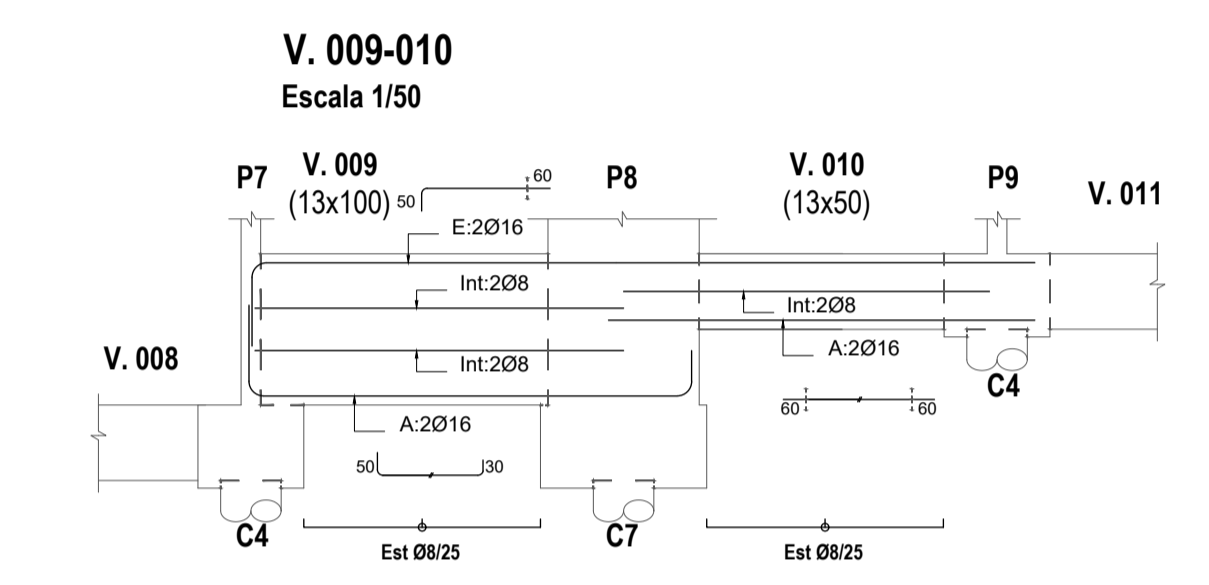 V. 009-010
Escala 1/50
P7
V. 009
(13x100)
50
60
P8
V. 010
(13x50)
P9
V. 011
E:2Ø16
Int:2Ø8
Int:2Ø8
V. 008
Int:2Ø8
A:2Ø16
C4
A:2Ø16
60
60
50
30
C4
C7
Est Ø8/25
Est Ø8/25